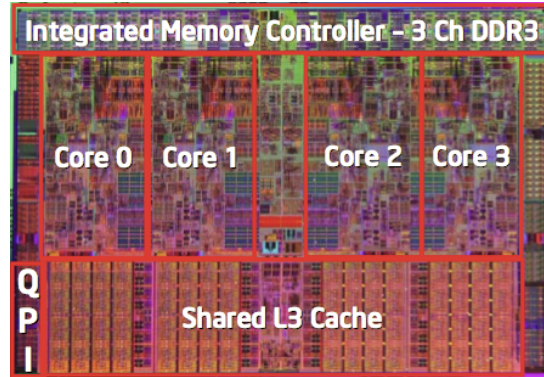 Integrated Memory Controller – 3 Ch DDR3
Core 0
Core 1
Core 2
Core 3
Q
P
I
Shared L3 Cache